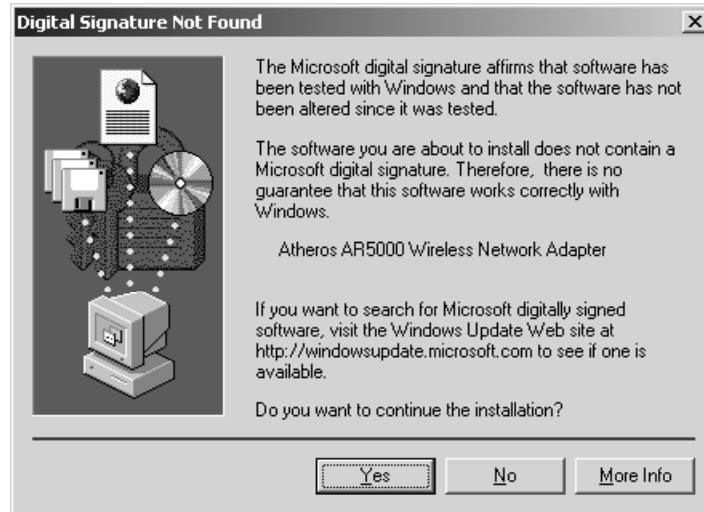 Digital Signature Not Found
The Microsoft digital signature affirms that software has
been tested with Windows and that the software has not
been altered since it was tested.
The software you are about to install does not contain a
Microsoft digital signature. Therefore, there is no
guarantee that this software works correctly with
Windows.
Atheros AR5000 Wireless Network Adapter
If you want to search for Microsoft digitally signed
software, visit the Windows Update Web site at
http://windowsupdate.microsoft.com to see if one is
available.
Do you want to continue the installation?
Yes No More Info